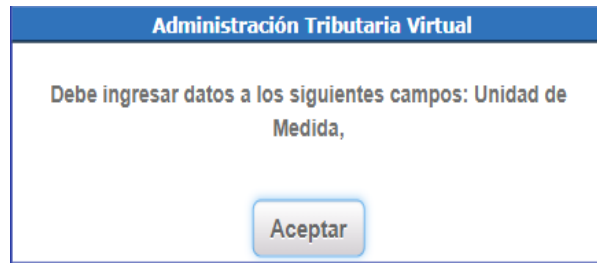 Administración Tributaria Virtual
Debe ingresar datos a los siguientes campos: Unidad de
Medida,
Aceptar